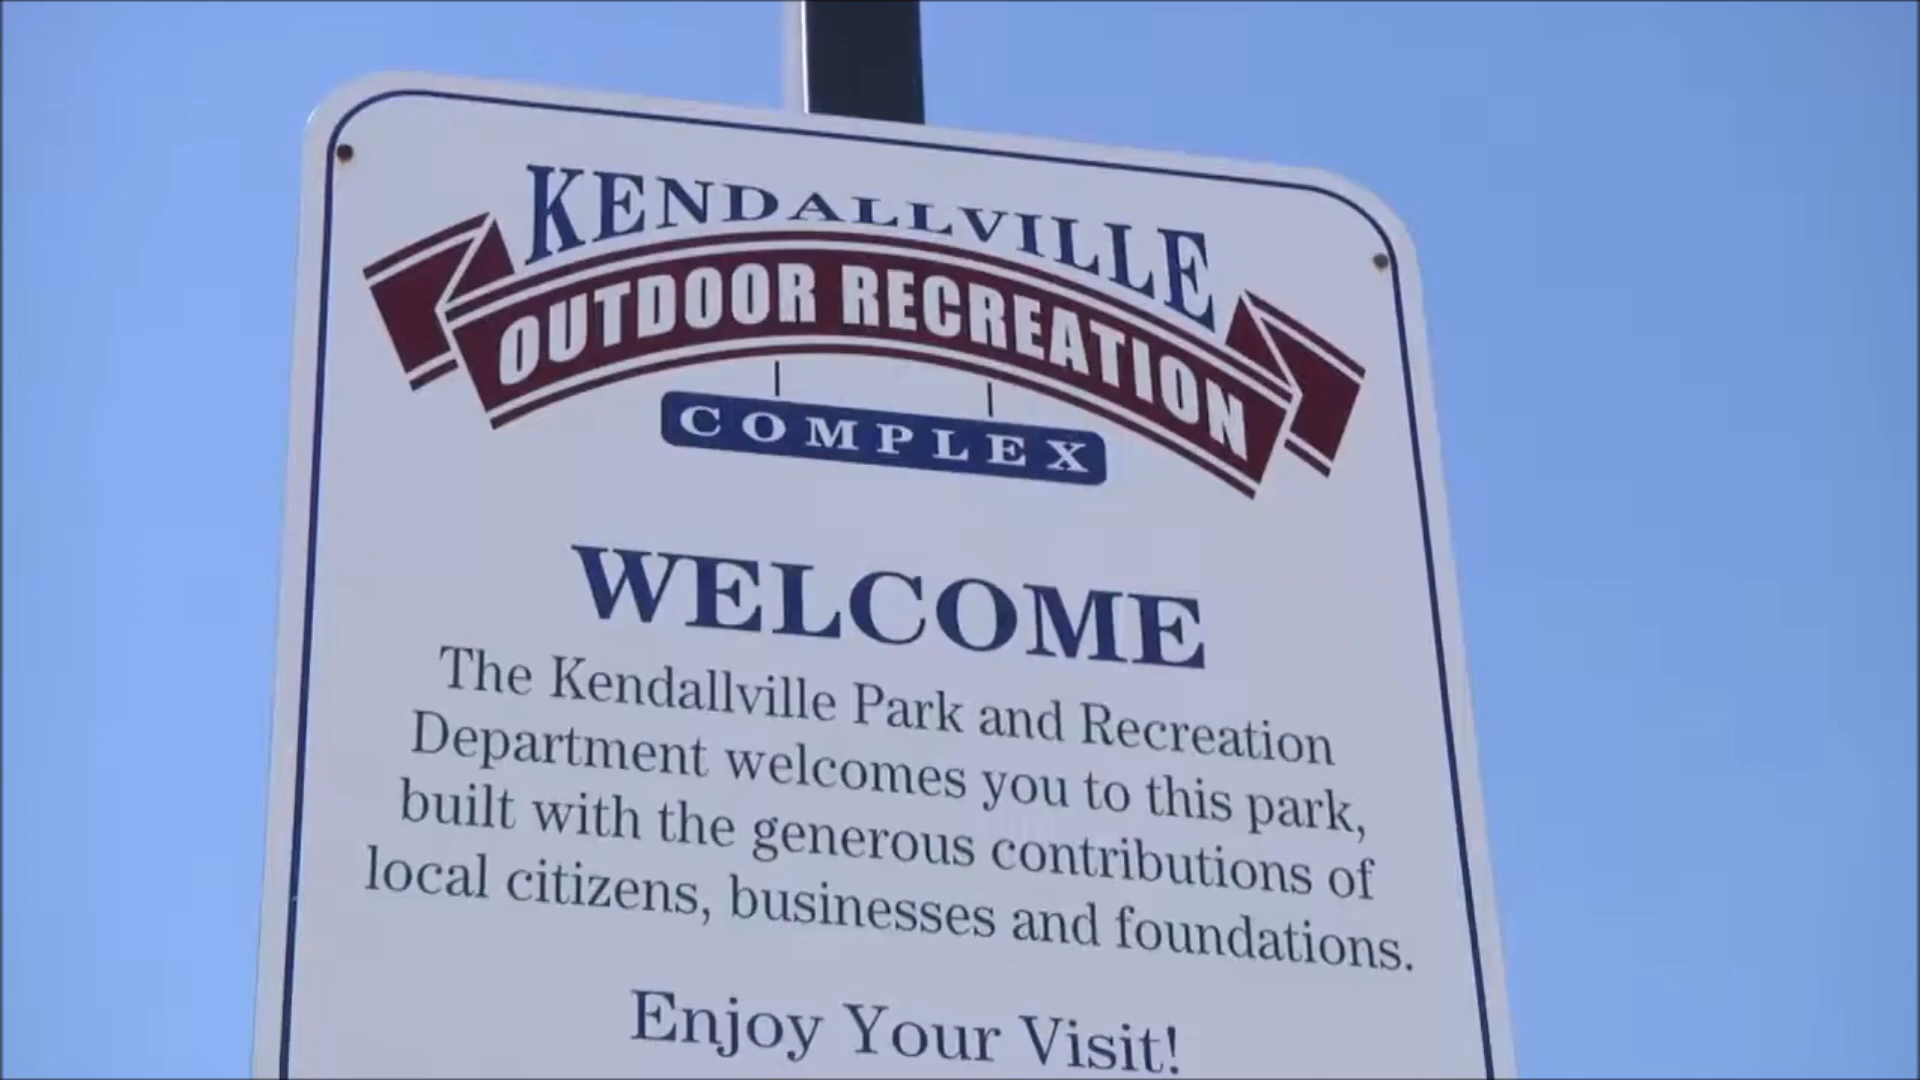 KENDALLVILLE
OUTDOOR RECREATION
COMPLEX
WELCOME
The Kendallville Park and Recreation
Department welcomes you to this park,
built with the generous contributions of
local citizens, businesses and foundations.
Enjoy Your Visit!